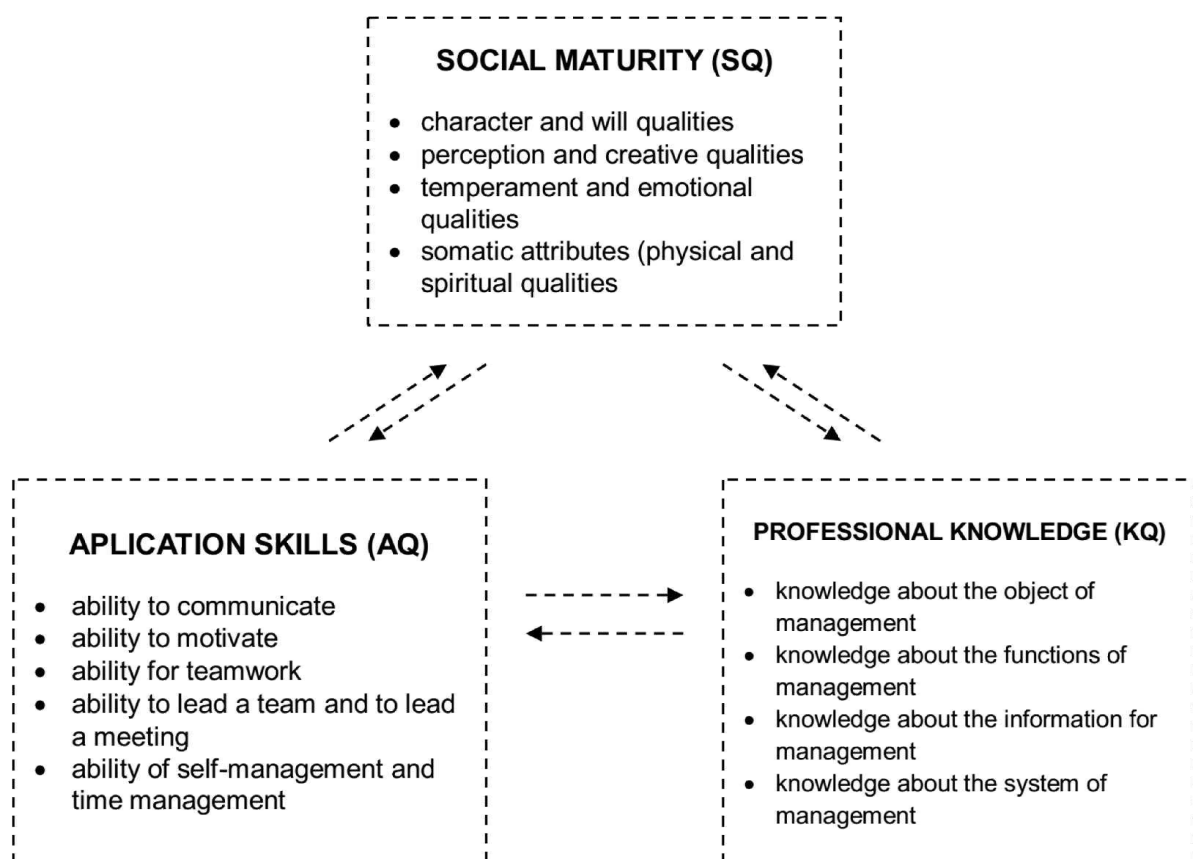 SOCIAL MATURITY (SQ)
• character and will qualities
• perception and creative qualities
• temperament and emotional
qualities
• somatic attributes (physical and
spiritual qualities
APLICATION SKILLS (AQ)
• ability to communicate
• ability to motivate
• ability for teamwork
• ability to lead a team and to lead
a meeting
• ability of self-management and
time management
PROFESSIONAL KNOWLEDGE (KQ)
• knowledge about the object of
management
• knowledge about the functions of
management
• knowledge about the information for
management
• knowledge about the system of
management